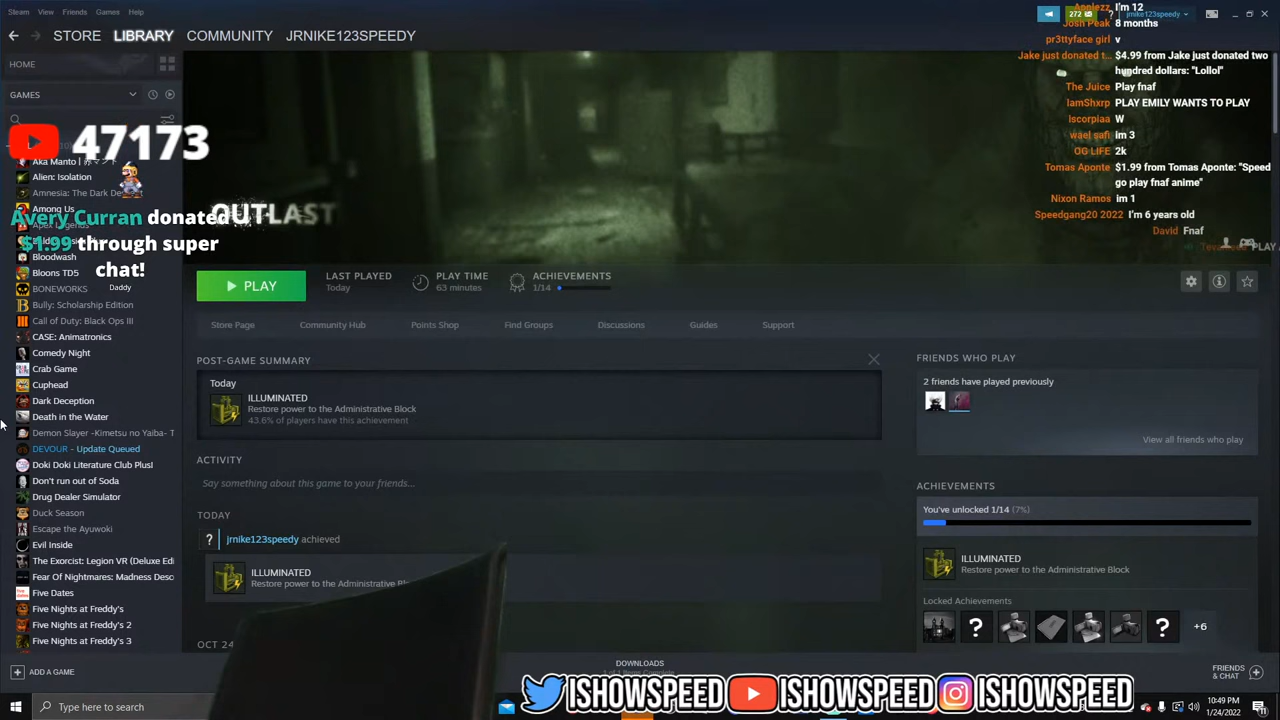 Steam View Friends Games Help
272 ? jrnike123speedy
STORE LIBRARY COMMUNITY JRNIKE123SPEEDY
HOME
GAMES
47173
Aka Manto |
Alien: Isolation
Amnesia: The Dark De
Among Us
Apex Legends
Bloodwash
Bloons TD5
BONEWORKS
Bully: Scholarship Edition
Call of Duty: Black Ops III
CASE: Animatronics
Comedy Night
Crab Game
Cuphead
Dark Deception
Death in the Water
Demon Slayer -Kimetsu no Yaiba- T
DEVOUR - Update Queued
Doki Doki Literature Club Plus!
Don't run out of Soda
Drug Dealer Simulator
Duck Season
Escape the Ayuwoki
Evil Inside
The Exorcist: Legion VR (Deluxe Edi
Fear Of Nightmares: Madness Desc
Five Dates
Five Nights at Freddy's
Five Nights at Freddy's 2
Five Nights at Freddy's 3
ADD A GAME
Avery Curran donated
$1.99 through super
chat!
Daddy
OUTLAST
I'm 12
Josh Peak 8 months
pr3ttyface girl v
Jake just donated t... $4.99 from Jake just donated two
hundred dollars: "Lollol"
The Juice Play fnaf
IamShxrp PLAY EMILY WANTS TO PLAY
Iscorpiaa W
wael safi im 3
OG LIFE 2k
Tomas Aponte $1.99 from Tomas Aponte: "Speed
go play fnaf anime"
Nixon Ramos im 1
Speedgang20 2022 I'm 6 years old
David Fnaf
PLAY
PLAY
LAST PLAYED
Today
PLAY TIME
63 minutes
ACHIEVEMENTS
1/14
Store Page Community Hub Points Shop Find Groups Discussions Guides Support
POST-GAME SUMMARY
Today
ILLUMINATED
Restore power to the Administrative Block
43.6% of players have this achievement
ACTIVITY
Say something about this game to your friends...
TODAY
? jrnike123speedy achieved
ILLUMINATED
Restore power to the Administrative
OCT 24
FRIENDS WHO PLAY
2 friends have played previously
View all friends who play
ACHIEVEMENTS
You've unlocked 1/14 (7%)
ILLUMINATED
Restore power to the Administrative Block
Locked Achievements
? ? +6
DOWNLOADS
FRIENDS
& CHAT
ISHOWSPEED ISHOWSPEED ISHOWSPEED
Type here to search
10:49 PM
1/24/2022